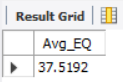 Result Grid
Avg_EQ
37.5192